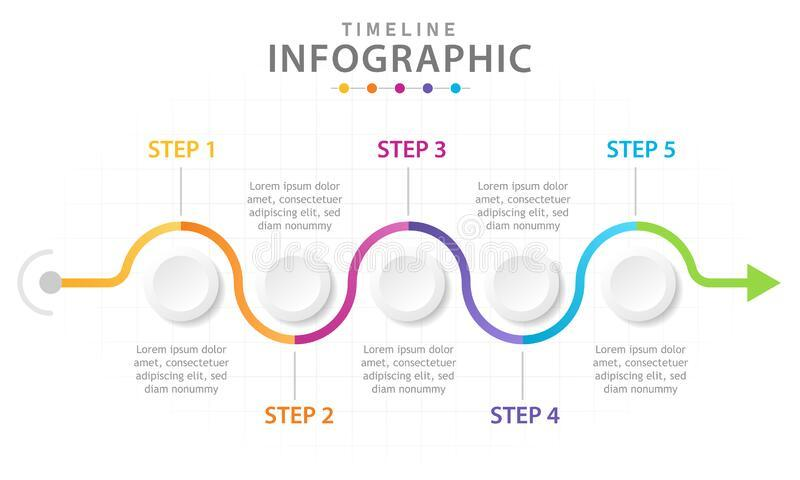 TIMELINE
INFOGRAPHIC
STEP 1
STEP 3
STEP 5
Lorem ipsum dolor
amet, consectetuer
adipiscing elit, sed
diam nonummy
Lorem ipsum dolor
amet, consectetuer
adipiscing elit, sed
diam nonummy
Lorem ipsum dolor
amet, consectetuer
adipiscing elit, sed
diam nonummy
Lorem ipsum dolor
amet, consectetuer
adipiscing elit, sed
diam nonummy
Lorem ipsum dolor
amet, consectetuer
adipiscing elit, sed
diam nonummy
STEP 2
STEP 4
dreamstime